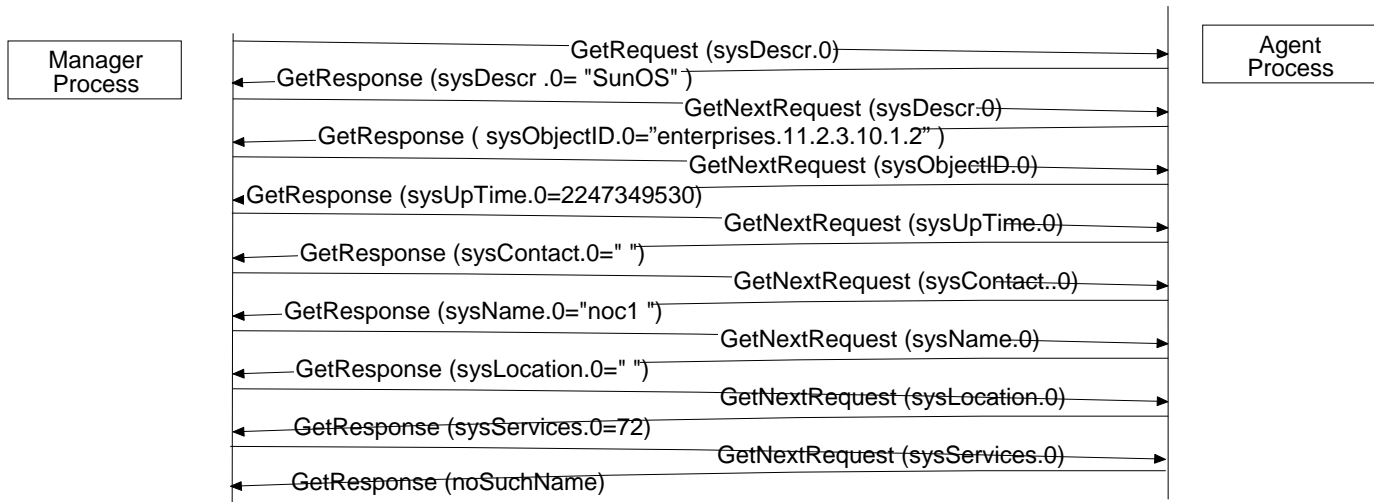 Manager
Process
Agent
Process
GetRequest (sysDescr.0)
GetResponse (sysDescr .0= "SunOS" )
GetNextRequest (sysDescr.0)
GetResponse ( sysObjectID.0=”enterprises.11.2.3.10.1.2” )
GetNextRequest (sysObjectID.0)
GetResponse (sysUpTime.0=2247349530)
GetNextRequest (sysUpTime.0)
GetResponse (sysContact.0=" ")
GetNextRequest (sysContact..0)
GetResponse (sysName.0="noc1 ")
GetNextRequest (sysName.0)
GetResponse (sysLocation.0=" ")
GetNextRequest (sysLocation.0)
GetResponse (sysServices.0=72)
GetNextRequest (sysServices.0)
GetResponse (noSuchName)